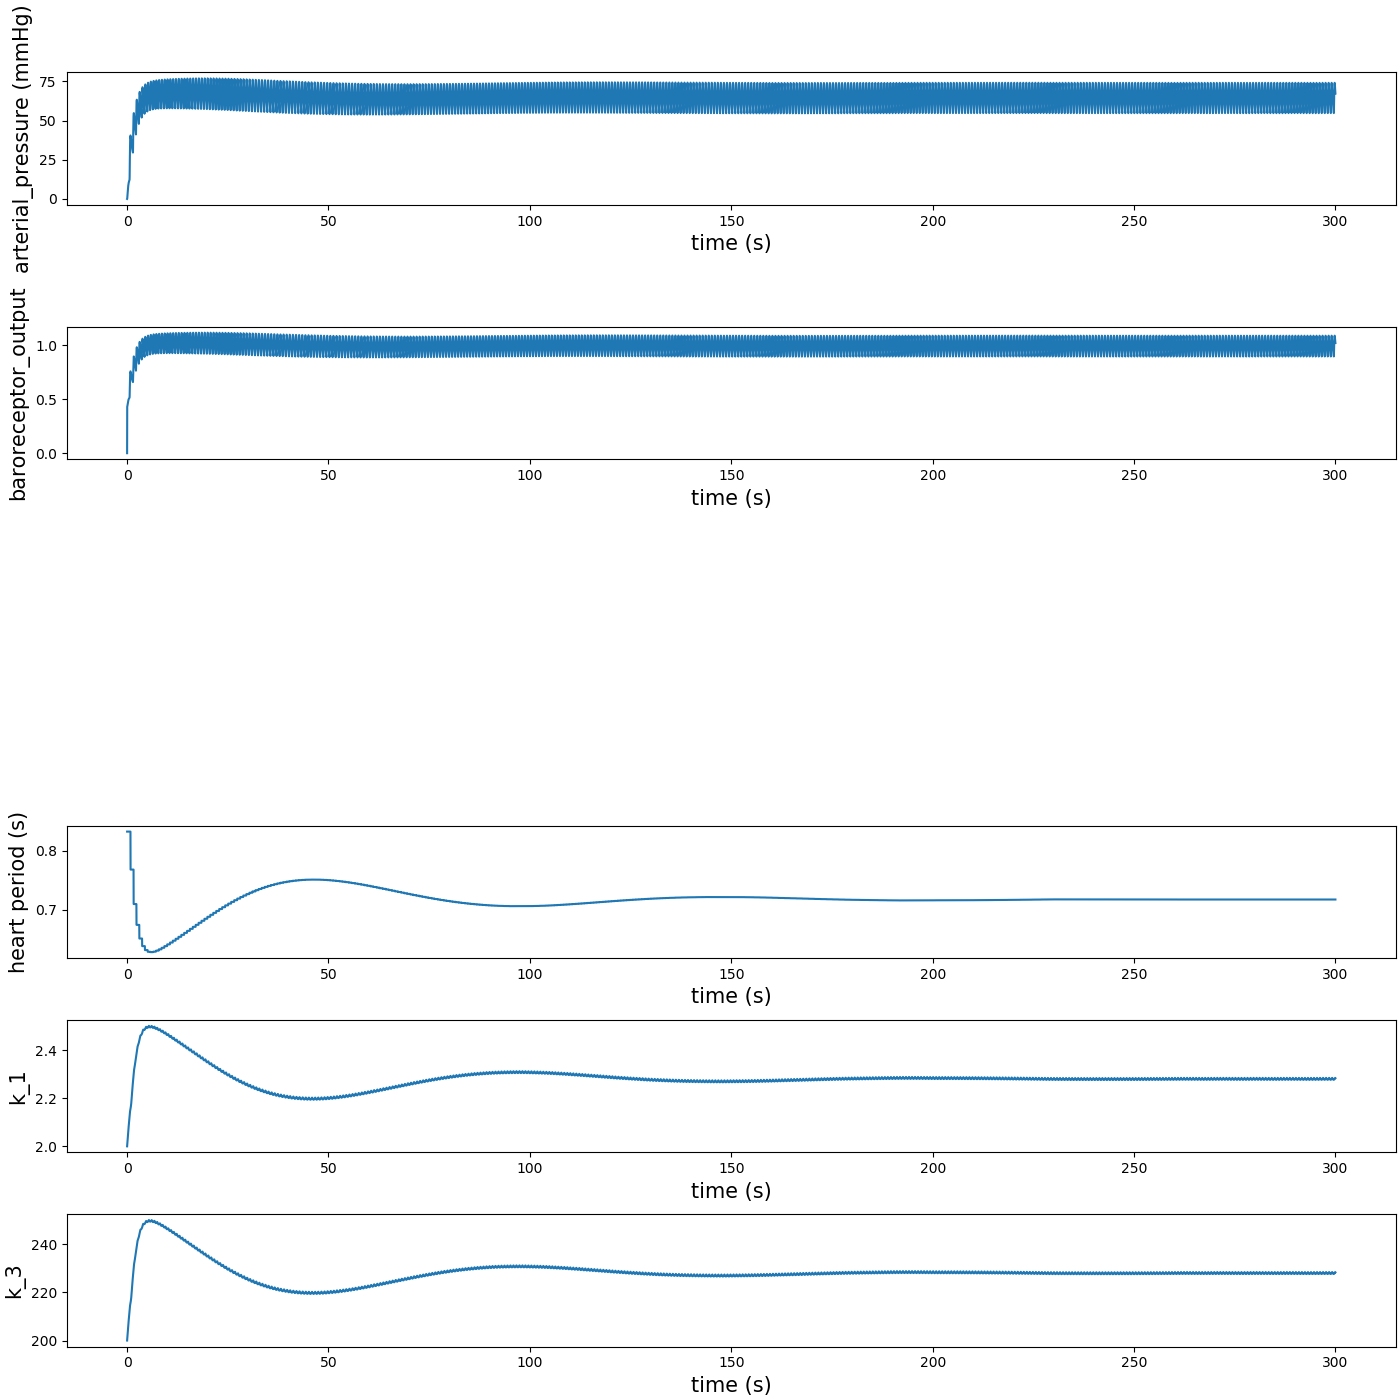 arterial_pressure (mmHg)
75
50
25
0
0 50 100 150 200 250 300
time (s)
baroreceptor_output
1.0
0.5
0.0
0 50 100 150 200 250 300
time (s)
heart period (s)
0.8
0.7
0 50 100 150 200 250 300
time (s)
k_1
2.4
2.2
2.0
0 50 100 150 200 250 300
time (s)
k_3
240
220
200
0 50 100 150 200 250 300
time (s)